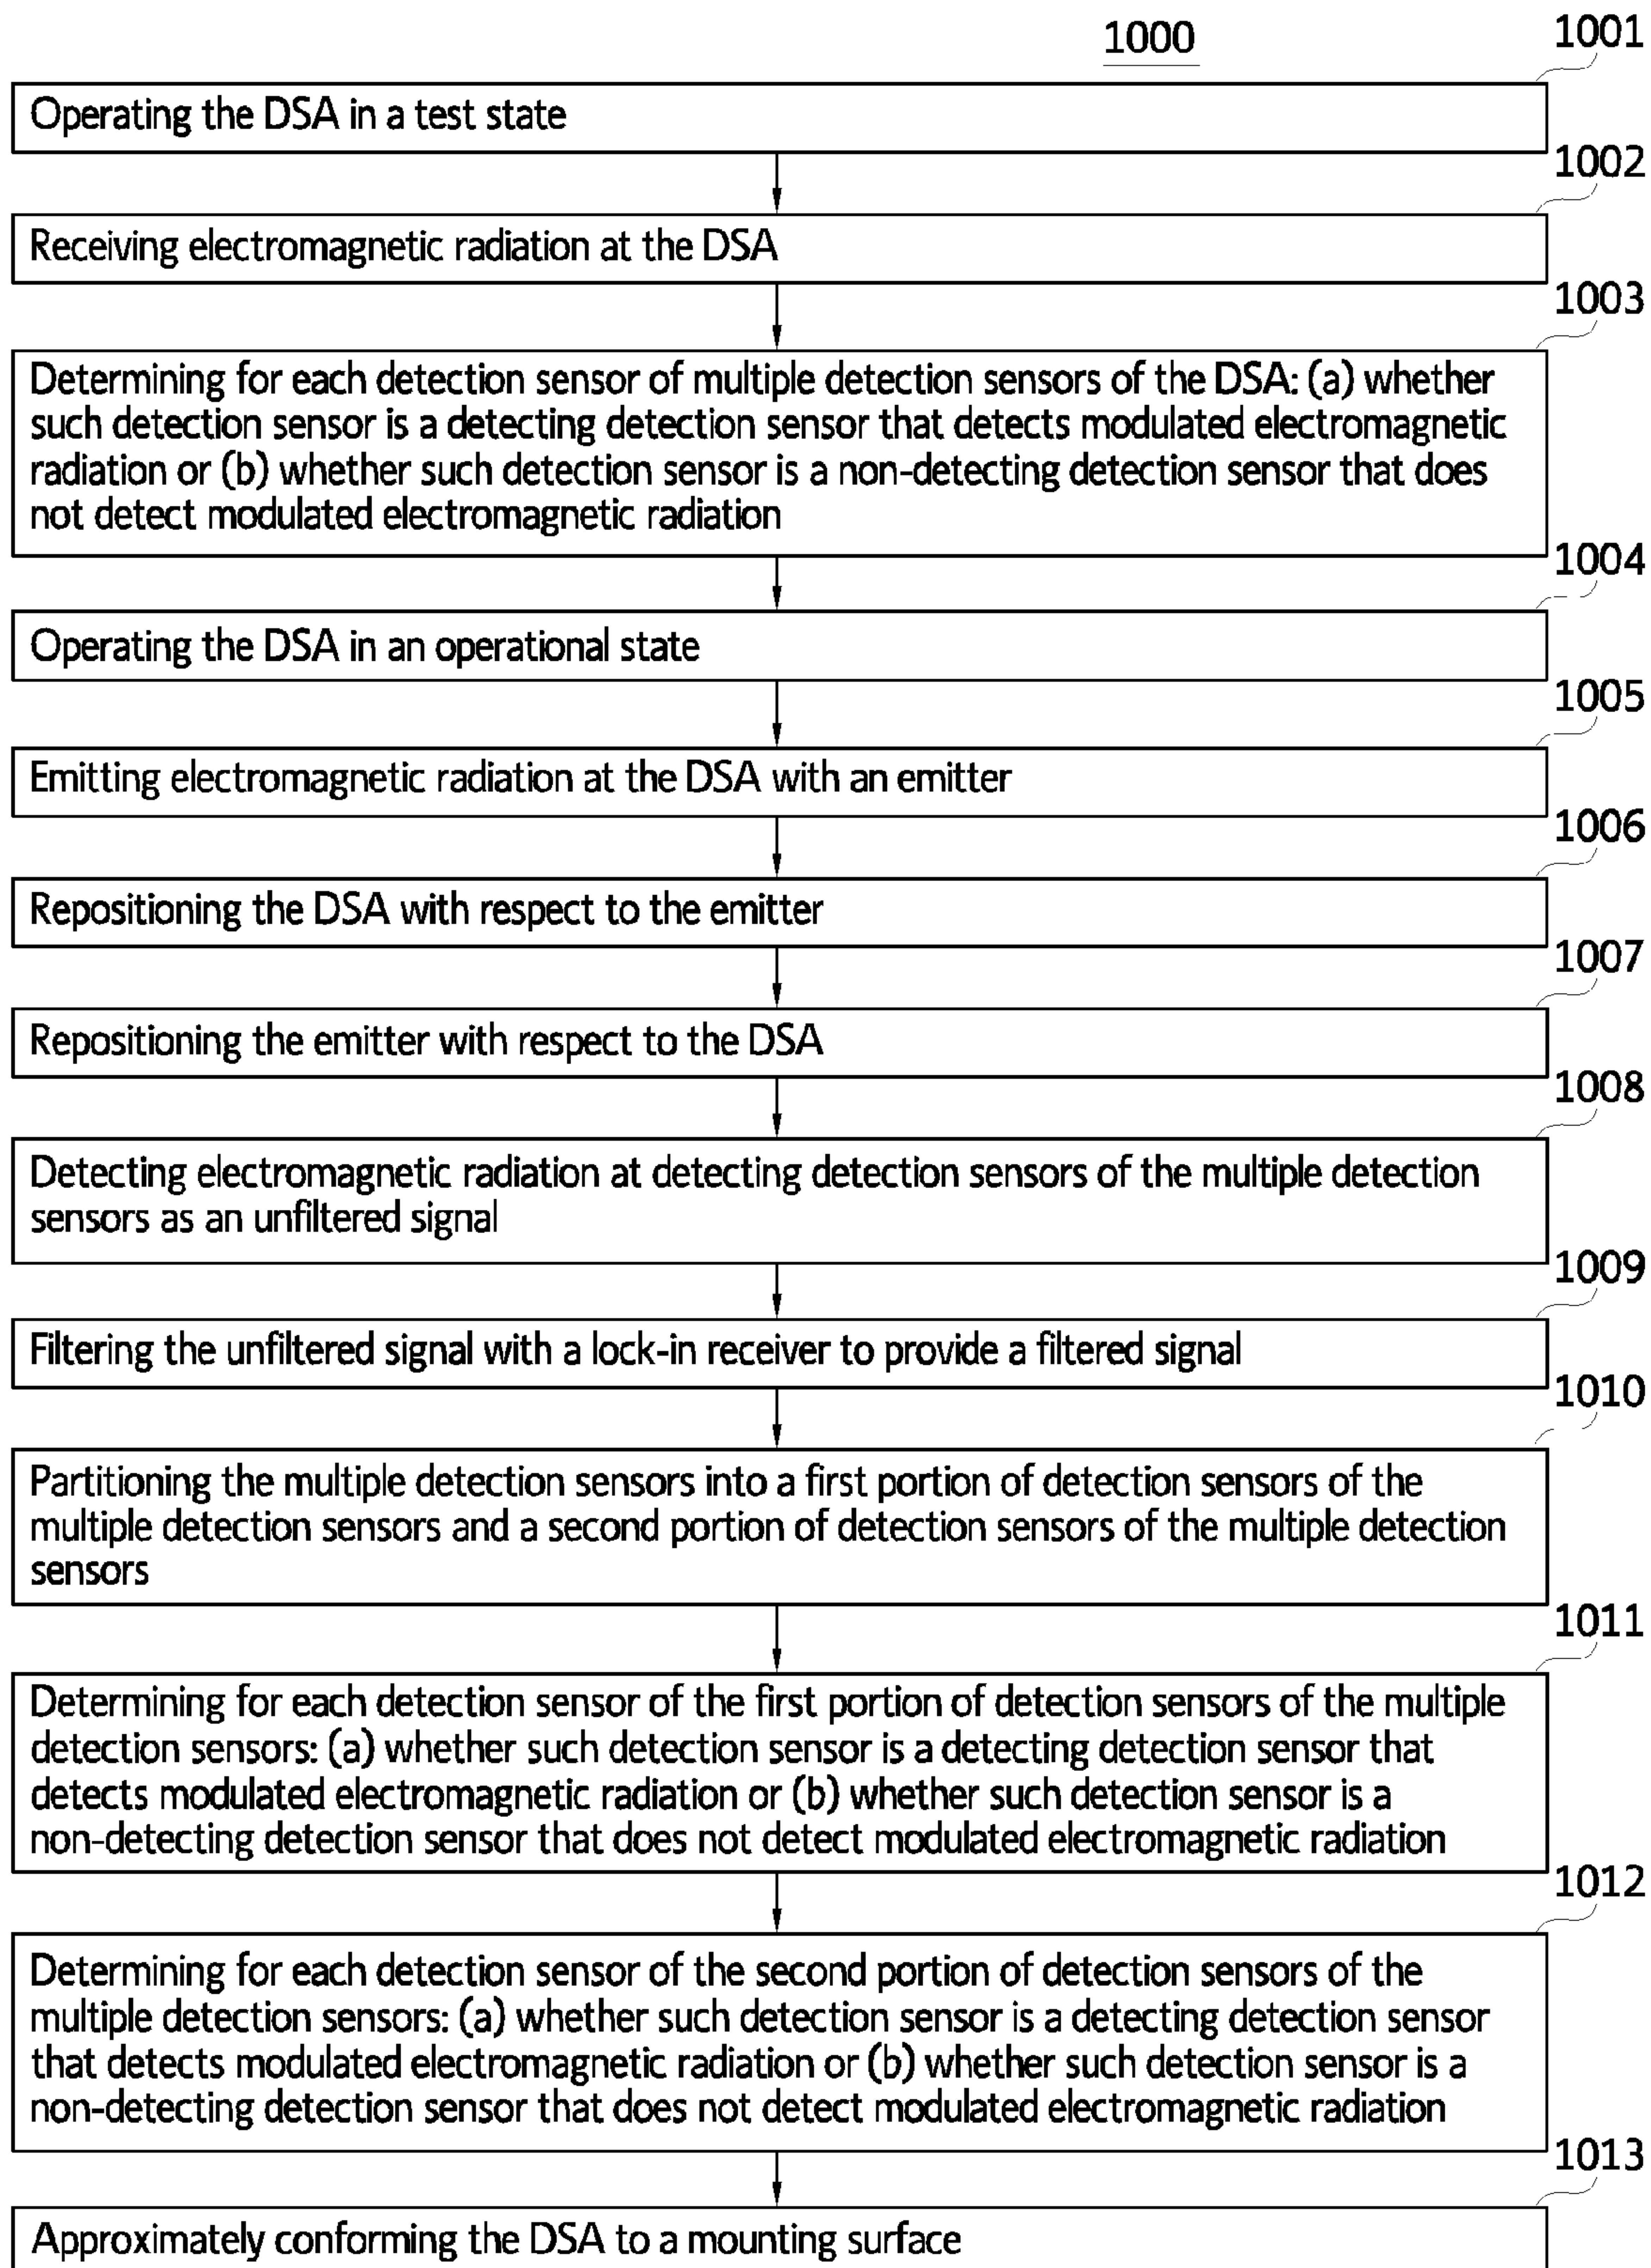 1000
1001
Operating the DSA in a test state
1002
Receiving electromagnetic radiation at the DSA
1003
Determining for each detection sensor of multiple detection sensors of the DSA: (a) whether
such detection sensor is a detecting detection sensor that detects modulated electromagnetic
radiation or (b) whether such detection sensor is a non-detecting detection sensor that does
not detect modulated electromagnetic radiation
1004
Operating the DSA in an operational state
1005
Emitting electromagnetic radiation at the DSA with an emitter
1006
Repositioning the DSA with respect to the emitter
1007
Repositioning the emitter with respect to the DSA
1008
Detecting electromagnetic radiation at detecting detection sensors of the multiple detection
sensors as an unfiltered signal
1009
Filtering the unfiltered signal with a lock-in receiver to provide a filtered signal
1010
Partitioning the multiple detection sensors into a first portion of detection sensors of the
multiple detection sensors and a second portion of detection sensors of the multiple detection
sensors
1011
Determining for each detection sensor of the first portion of detection sensors of the multiple
detection sensors: (a) whether such detection sensor is a detecting detection sensor that
detects modulated electromagnetic radiation or (b) whether such detection sensor is a
non-detecting detection sensor that does not detect modulated electromagnetic radiation
1012
Determining for each detection sensor of the second portion of detection sensors of the
multiple detection sensors: (a) whether such detection sensor is a detecting detection sensor
that detects modulated electromagnetic radiation or (b) whether such detection sensor is a
non-detecting detection sensor that does not detect modulated electromagnetic radiation
1013
Approximately conforming the DSA to a mounting surface